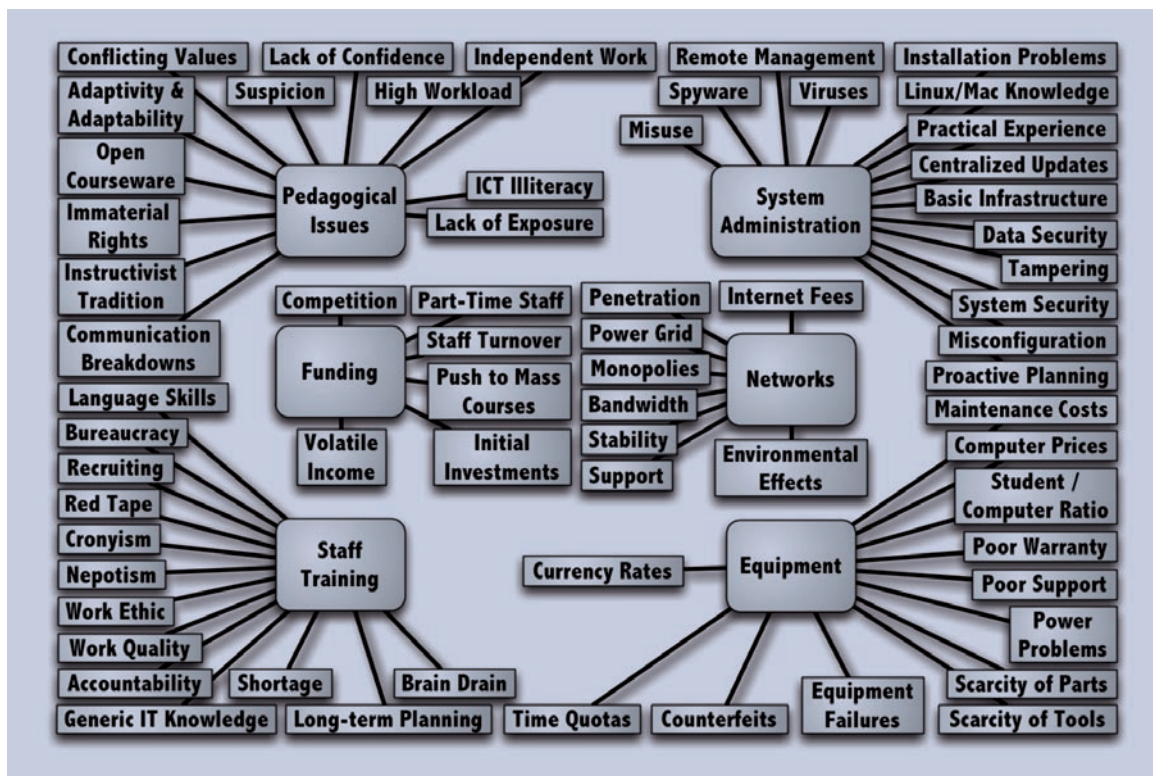 Conflicting Values
Lack of Confidence
Independent Work
Adaptivity &
Adaptability
Suspicion
High Workload
Open
Courseware
Immaterial
Rights
Instructivist
Tradition
Communication
Breakdowns
Pedagogical
Issues
ICT Illiteracy
Lack of Exposure
Remote Management
Installation Problems
Spyware
Viruses
Linux/Mac Knowledge
Misuse
Practical Experience
Centralized Updates
Basic Infrastructure
Data Security
Tampering
System Security
Misconfiguration
Proactive Planning
System
Administration
Competition
Part-Time Staff
Staff Turnover
Funding
Push to Mass
Courses
Volatile
Income
Initial
Investments
Penetration
Internet Fees
Power Grid
Monopolies
Networks
Bandwidth
Stability
Support
Environmental
Effects
Language Skills
Bureaucracy
Recruiting
Red Tape
Cronyism
Nepotism
Work Ethic
Work Quality
Accountability
Generic IT Knowledge
Staff
Training
Shortage
Long-term Planning
Brain Drain
Maintenance Costs
Computer Prices
Student /
Computer Ratio
Poor Warranty
Poor Support
Power
Problems
Scarcity of Parts
Scarcity of Tools
Currency Rates
Equipment
Time Quotas
Counterfeits
Equipment
Failures